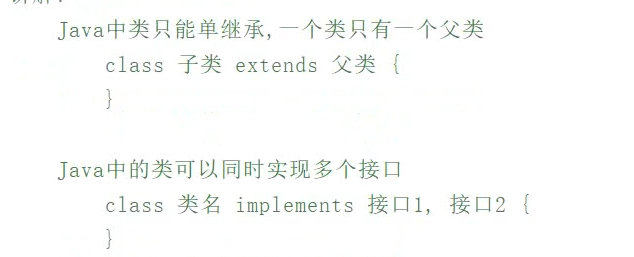 Java中类只能单继承,一个类只有一个父类
class 子类 extends 父类 {
}
Java中的类可以同时实现多个接口
class 类名 implements 接口1, 接口2 {
}